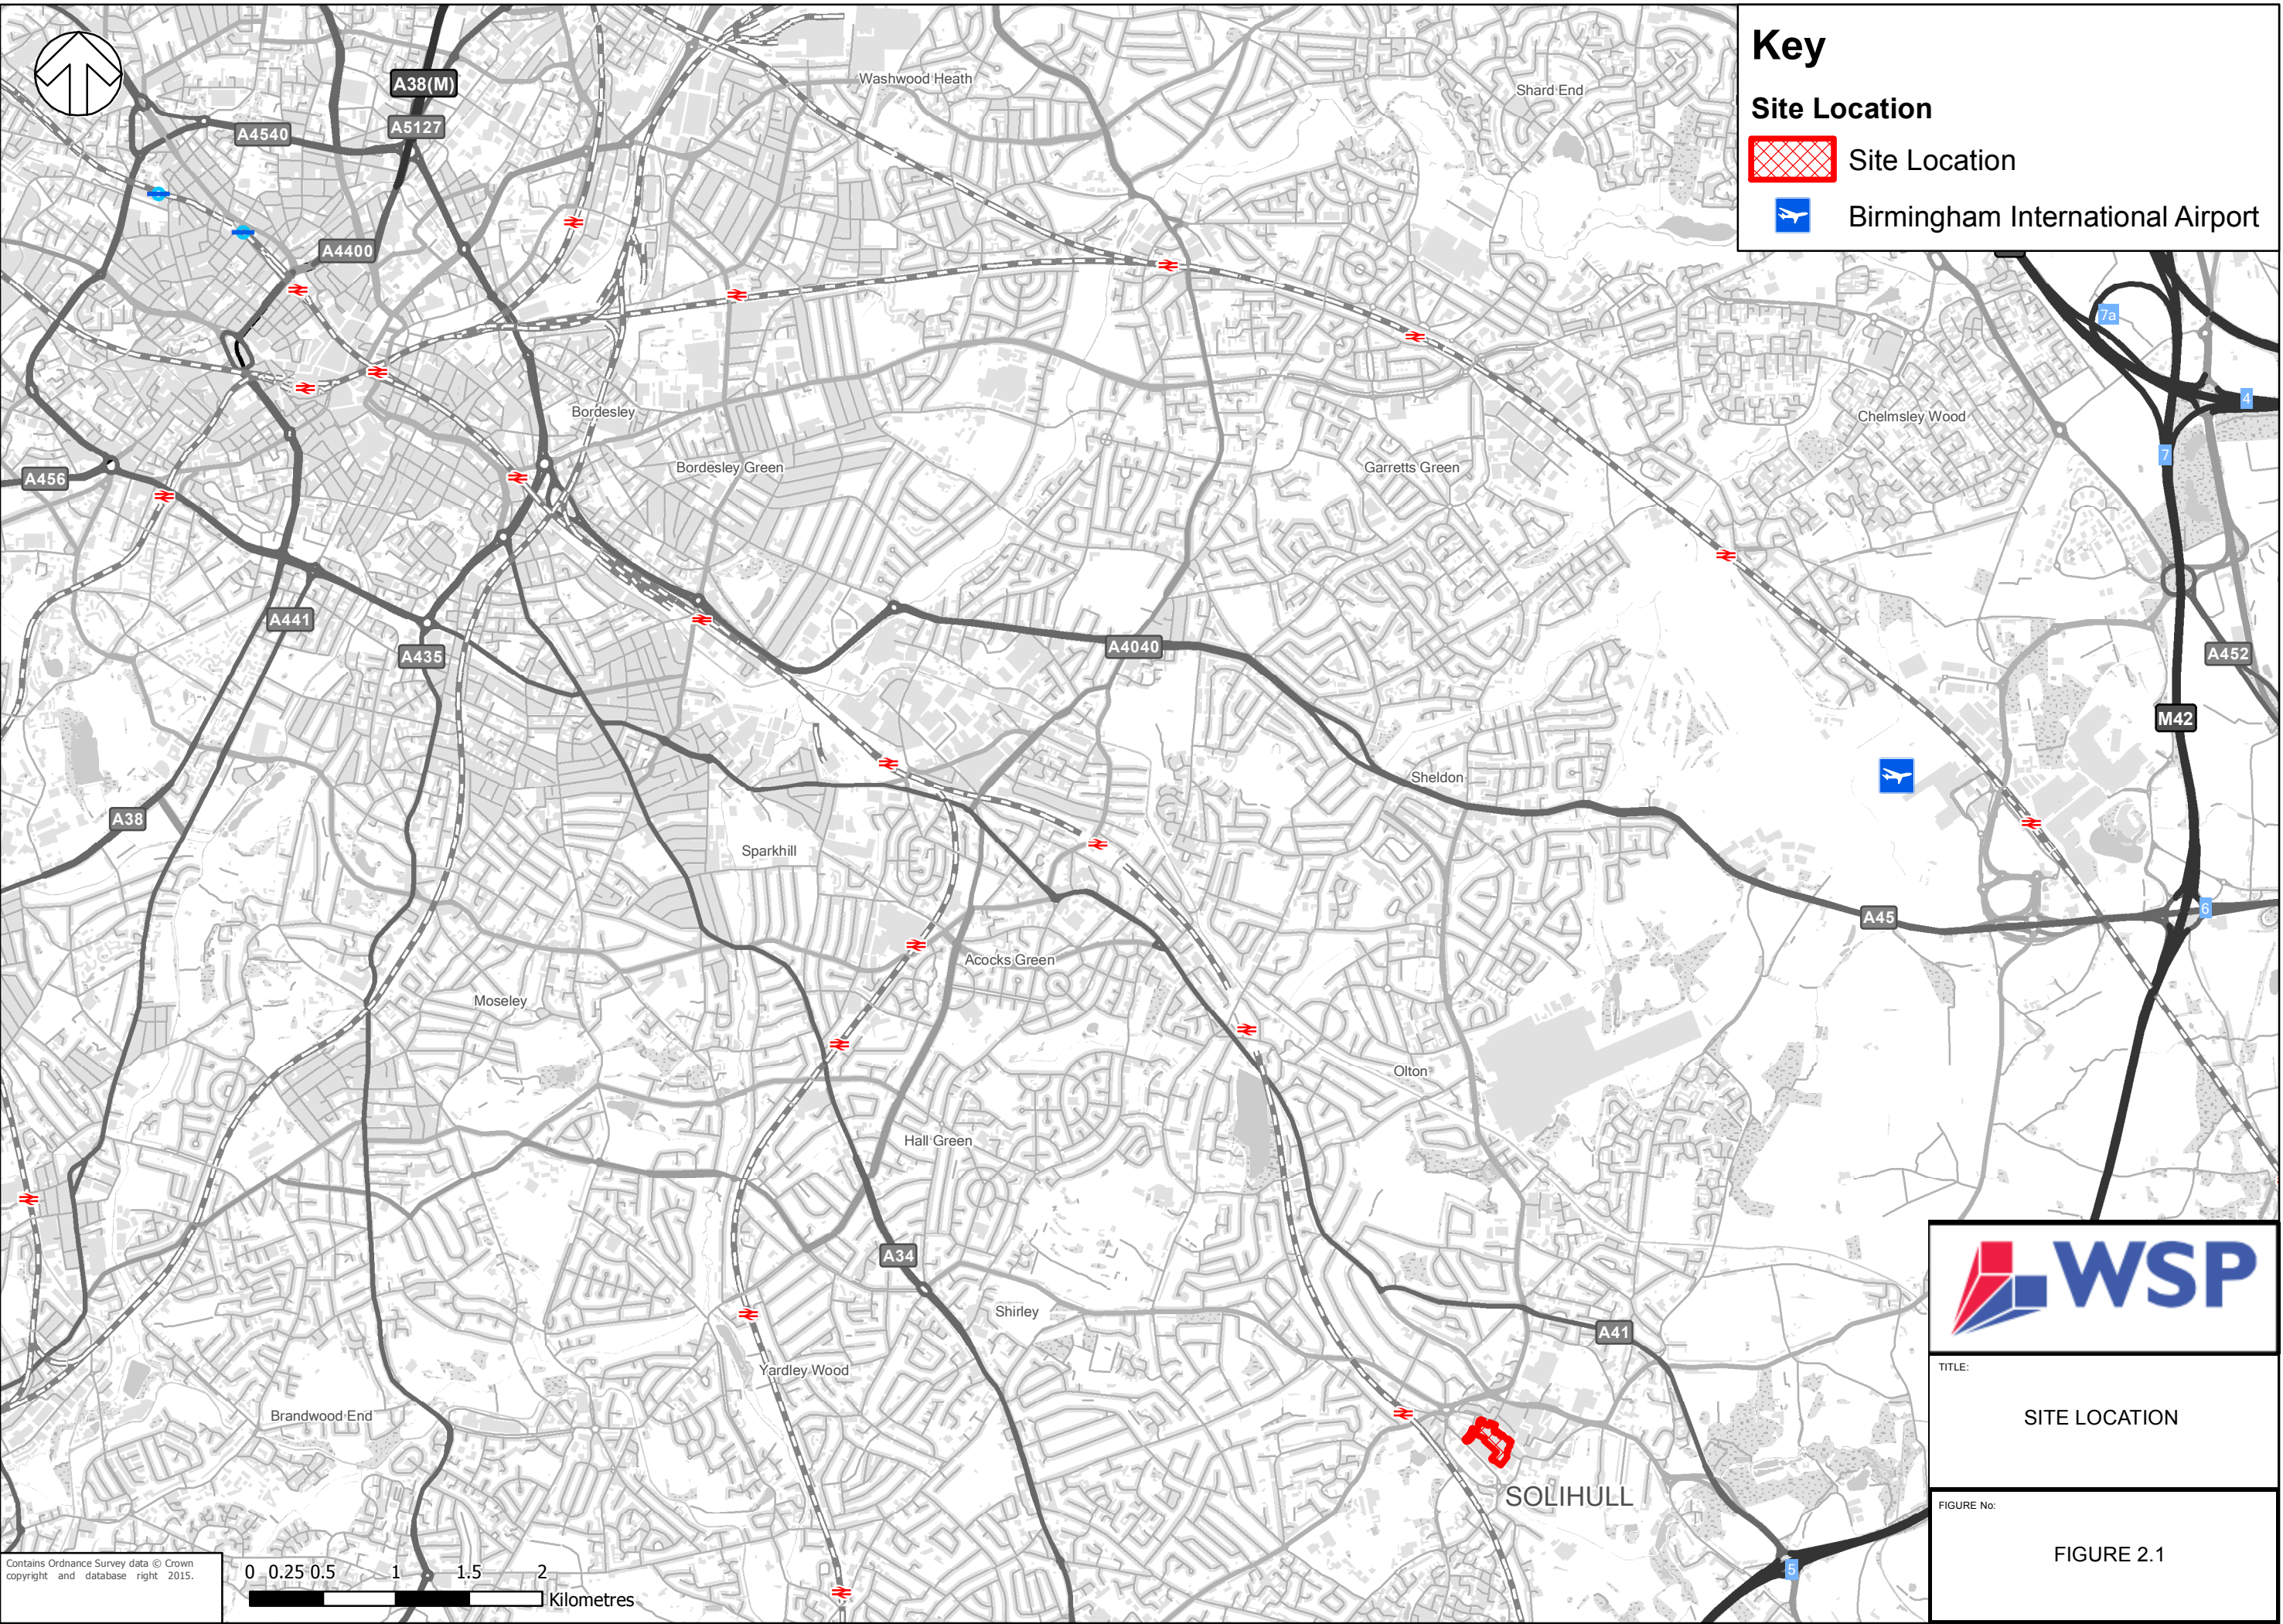 Key
Site Location
Site Location
Birmingham International Airport
Washwood Heath
Shard End
A38(M)
A5127
A4540
A4400
7a
4
Chelmsley Wood
Bordesley
7
Bordesley Green
Garretts Green
A456
A441
A4040
A435
A452
M42
Sheldon
A38
Sparkhill
6
A45
Acocks Green
Moseley
Olton
Hall Green
A34
Shirley
A41
Yardley Wood
Brandwood End
SOLIHULL
5
WSP
TITLE:
SITE LOCATION
FIGURE No:
FIGURE 2.1
Contains Ordnance Survey data © Crown
copyright and database right 2015.
0 0.25 0.5 1 1.5 2
Kilometres